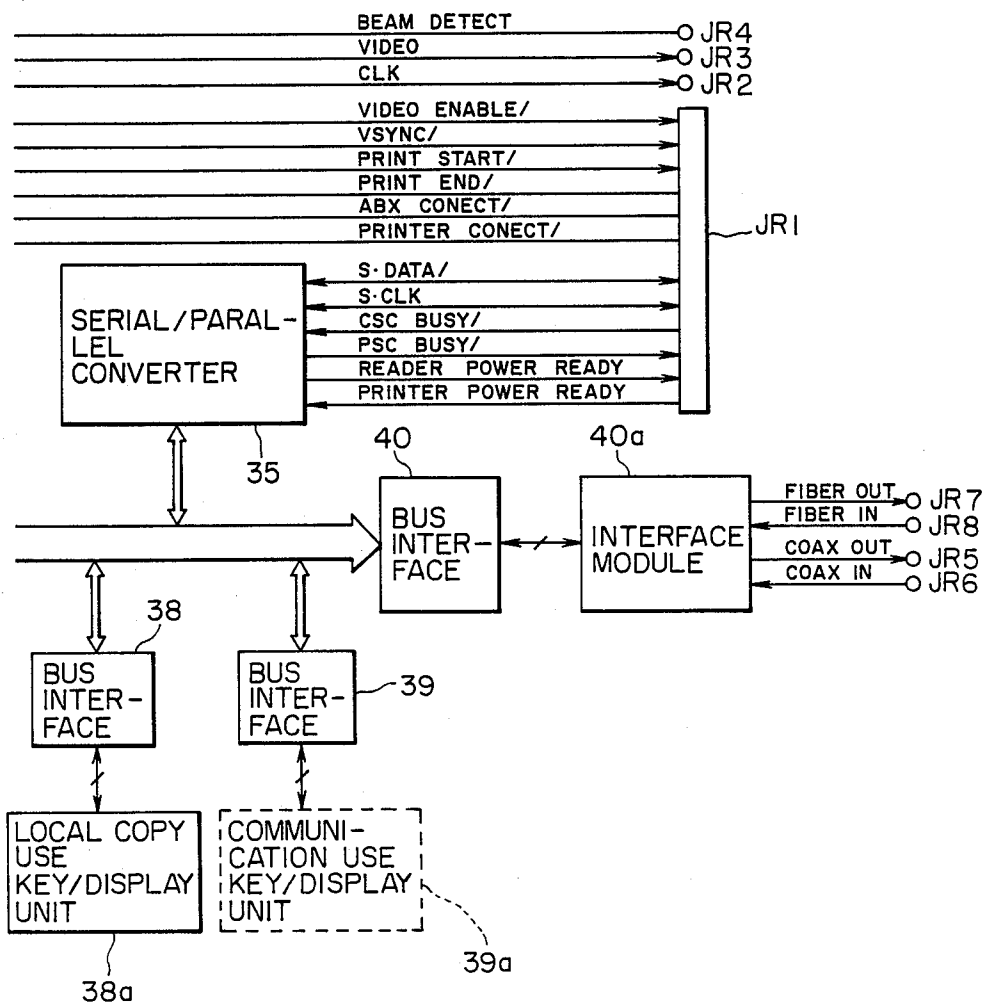 BEAM DETECT
JR4
VIDEO
JR3
CLK
JR2
VIDEO ENABLE/
VSYNC/
PRINT START/
PRINT END/
ABX CONECT/
PRINTER CONECT/
JR1
S·DATA/
S·CLK
CSC BUSY/
PSC BUSY/
READER POWER READY
PRINTER POWER READY
SERIAL/PARAL-
LEL
CONVERTER
35
40
40a
BUS
INTER-
FACE
INTERFACE
MODULE
FIBER OUT
JR7
FIBER IN
JR8
COAX OUT
JR5
COAX IN
JR6
38
BUS
INTER-
FACE
39
BUS
INTER-
FACE
LOCAL COPY
USE
KEY/DISPLAY
UNIT
38a
COMMUNI-
CATION USE
KEY/DISPLAY
UNIT
39a